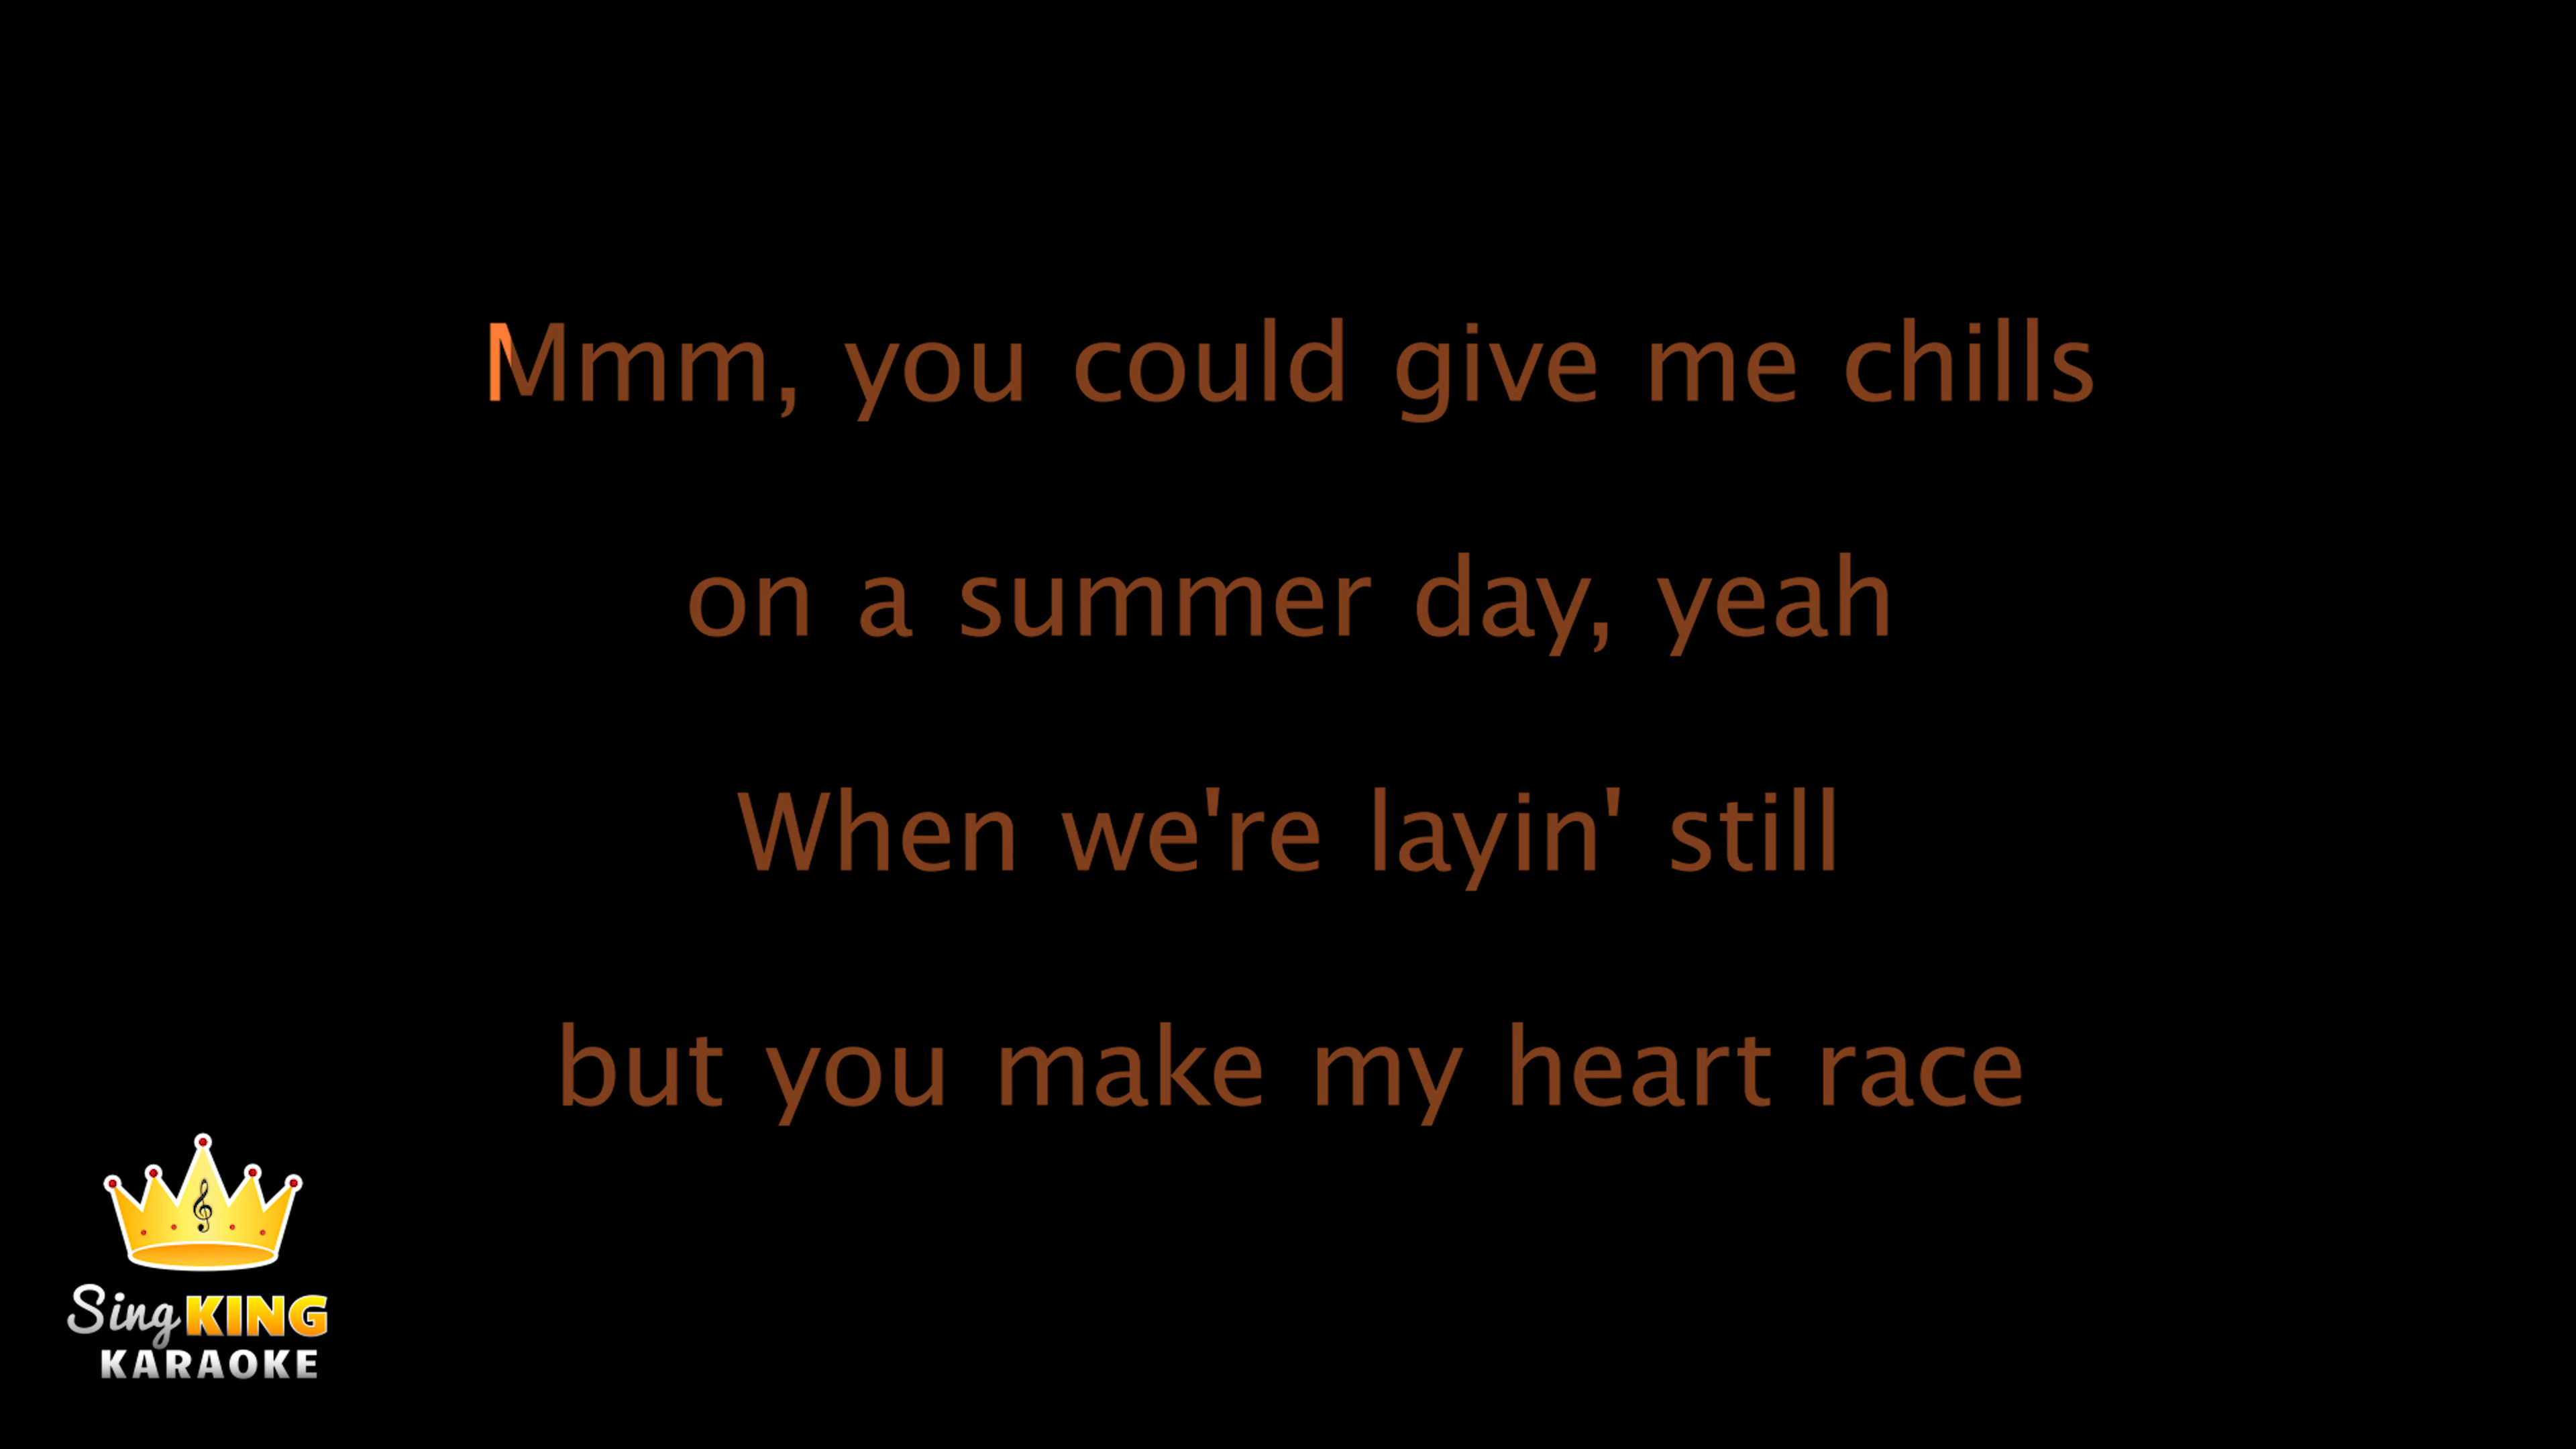 Mmm, you could give me chills
on a summer day, yeah
When we're layin' still
but you make my heart race
Sing KING
KARAOKE